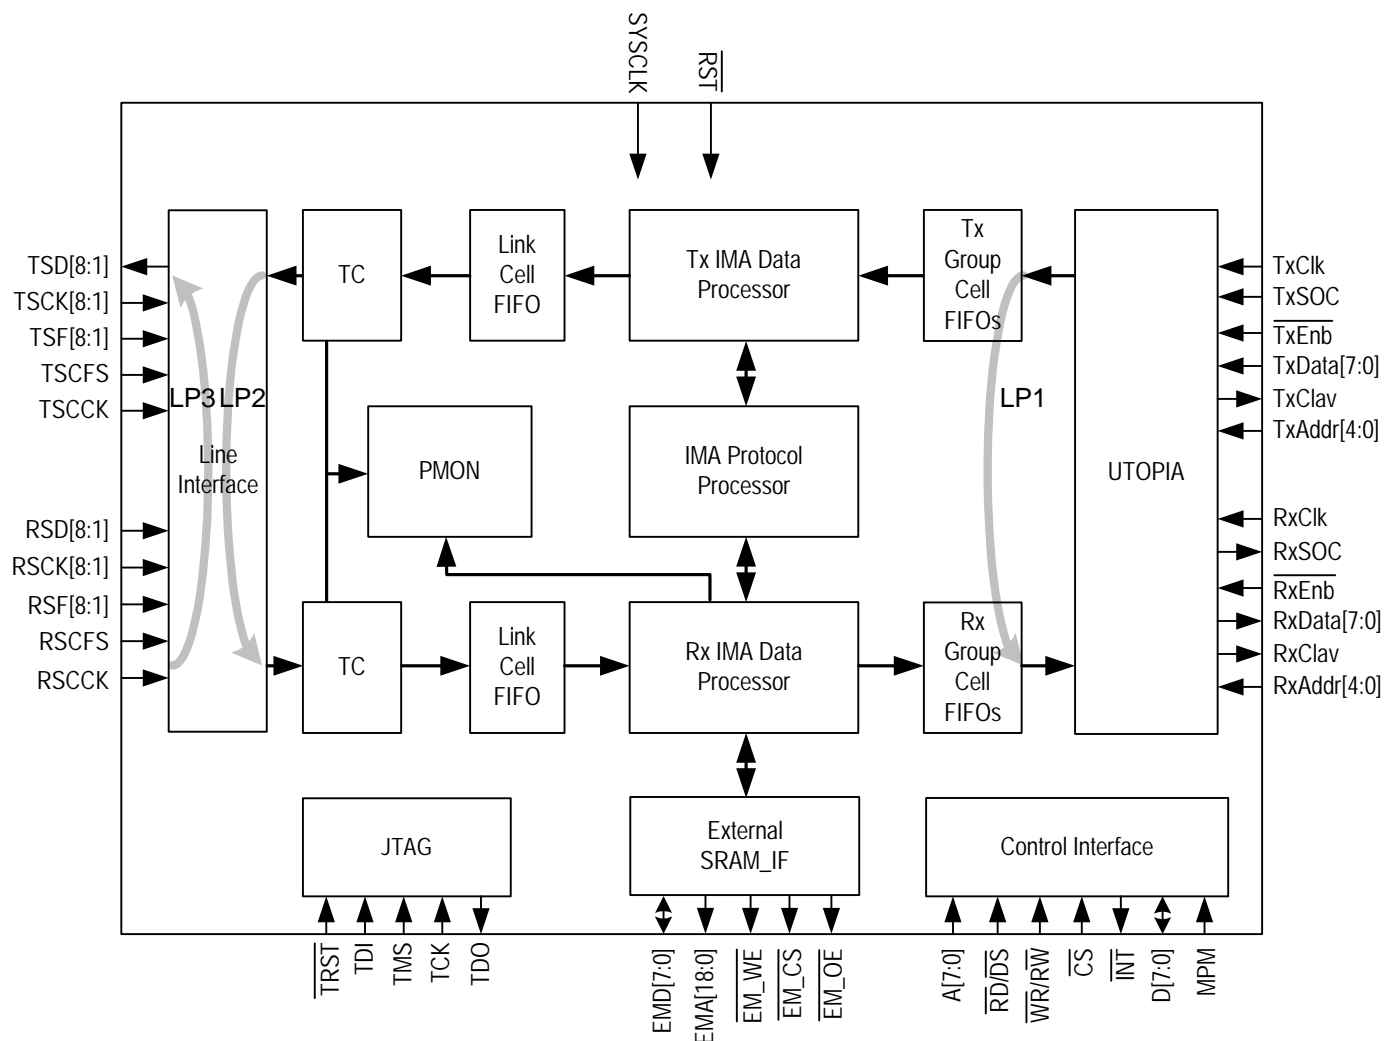 SYSCLK
RST
TSD[8:1]
TSCK[8:1]
TSF[8:1]
TSCFS
TSCCK
RSD[8:1]
RSCK[8:1]
RSF[8:1]
RSCFS
RSCCK
LP3
LP2
Line
Interface
TC
Link
Cell
FIFO
Tx IMA Data
Processor
Tx
Group
Cell
FIFOs
PMON
IMA Protocol
Processor
LP1
UTOPIA
TC
Link
Cell
FIFO
Rx IMA Data
Processor
Rx
Group
Cell
FIFOs
TxClk
TxSOC
TxEnb
TxData[7:0]
TxClav
TxAddr[4:0]
RxClk
RxSOC
RxEnb
RxData[7:0]
RxClav
RxAddr[4:0]
JTAG
External
SRAM_IF
Control Interface
TRST
TDI
TMS
TCK
TDO
EMD[7:0]
EMA[18:0]
EM_WE
EM_CS
EM_OE
A[7:0]
RD/DS
WR/RW
CS
INT
D[7:0]
MPM